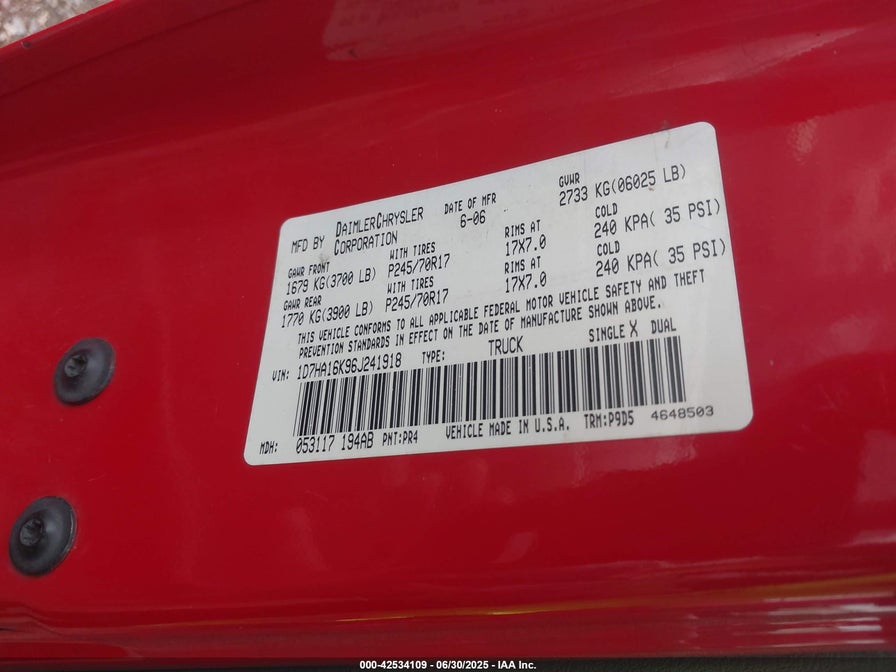 MFD BY DAIMLERCHRYSLER CORPORATION DATE OF MFR 6-06 GVWR 2733 KG(06025 LB)
GAWR FRONT WITH TIRES RIMS AT COLD
1679 KG(3700 LB) P245/70R17 17X7.0 240 KPA( 35 PSI)
GAWR REAR WITH TIRES RIMS AT COLD
1770 KG(3900 LB) P245/70R17 17X7.0 240 KPA( 35 PSI)
THIS VEHICLE CONFORMS TO ALL APPLICABLE FEDERAL MOTOR VEHICLE SAFETY AND THEFT
PREVENTION STANDARDS IN EFFECT ON THE DATE OF MANUFACTURE SHOWN ABOVE.
VIN: 1D7HA16K96J241918 TYPE: TRUCK SINGLE X DUAL
MDH: 053117 194AB PNT:PR4 VEHICLE MADE IN U.S.A. TRM:P9D5 4648503
000-42534109 - 06/30/2025 - IAA Inc.